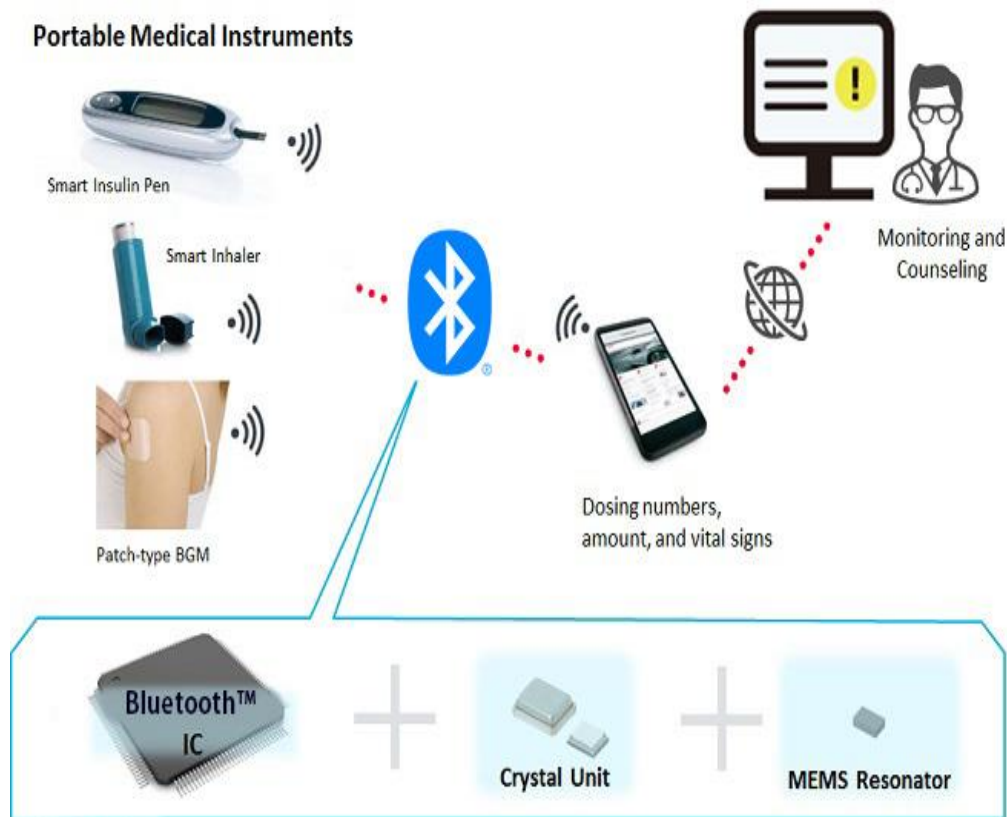 Portable Medical Instruments
Smart Insulin Pen
Smart Inhaler
Patch-type BGM
®
!
Monitoring and
Counseling
Dosing numbers,
amount, and vital signs
Bluetooth™
IC
Crystal Unit
MEMS Resonator